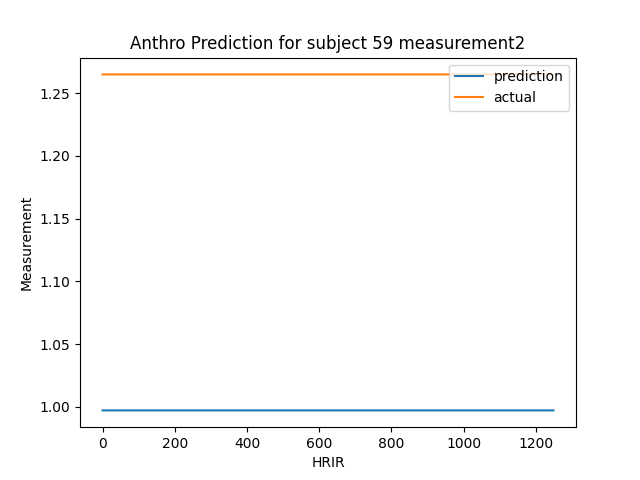 Anthro Prediction for subject 59 measurement2
prediction
actual
Measurement
1.25
1.20
1.15
1.10
1.05
1.00
0 200 400 600 800 1000 1200
HRIR